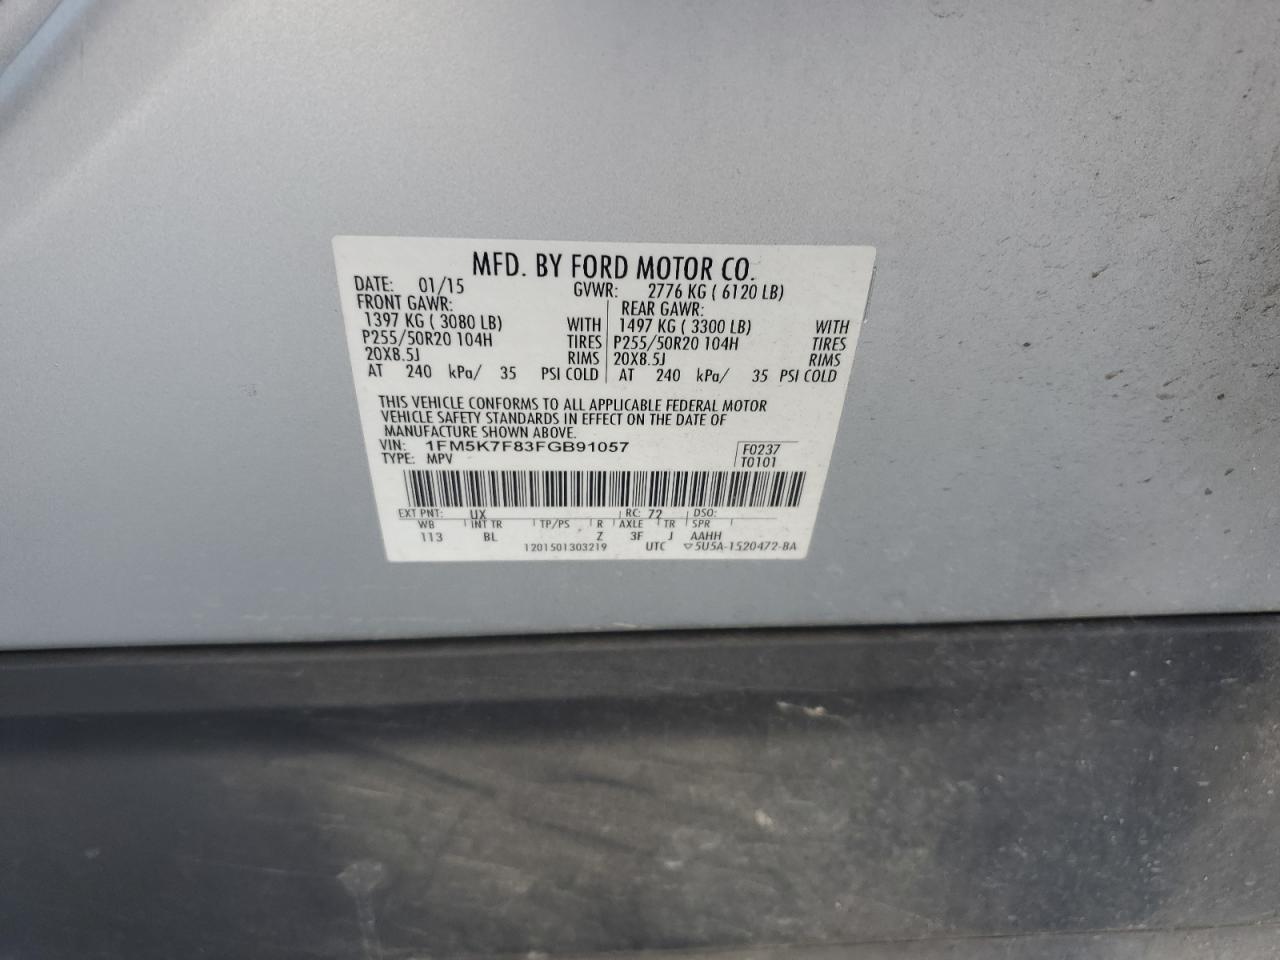 MFD. BY FORD MOTOR CO.
DATE: 01/15 GVWR: 2776 KG ( 6120 LB)
FRONT GAWR: REAR GAWR:
1397 KG ( 3080 LB) WITH 1497 KG ( 3300 LB) WITH
P255/50R20 104H TIRES P255/50R20 104H TIRES
20X8.5J RIMS 20X8.5J RIMS
AT 240 kPa/ 35 PSI COLD AT 240 kPa/ 35 PSI COLD
THIS VEHICLE CONFORMS TO ALL APPLICABLE FEDERAL MOTOR
VEHICLE SAFETY STANDARDS IN EFFECT ON THE DATE OF
MANUFACTURE SHOWN ABOVE.
VIN: 1FM5K7F83FGB91057 F0237
TYPE: MPV T0101
EXT PNT: UX RC: 72 DSO:
WB INT TR TP/PS R AXLE TR SPR
113 BL Z 3F J AAHH
1201501303219 UTC ▽5U5A-1520472-BA